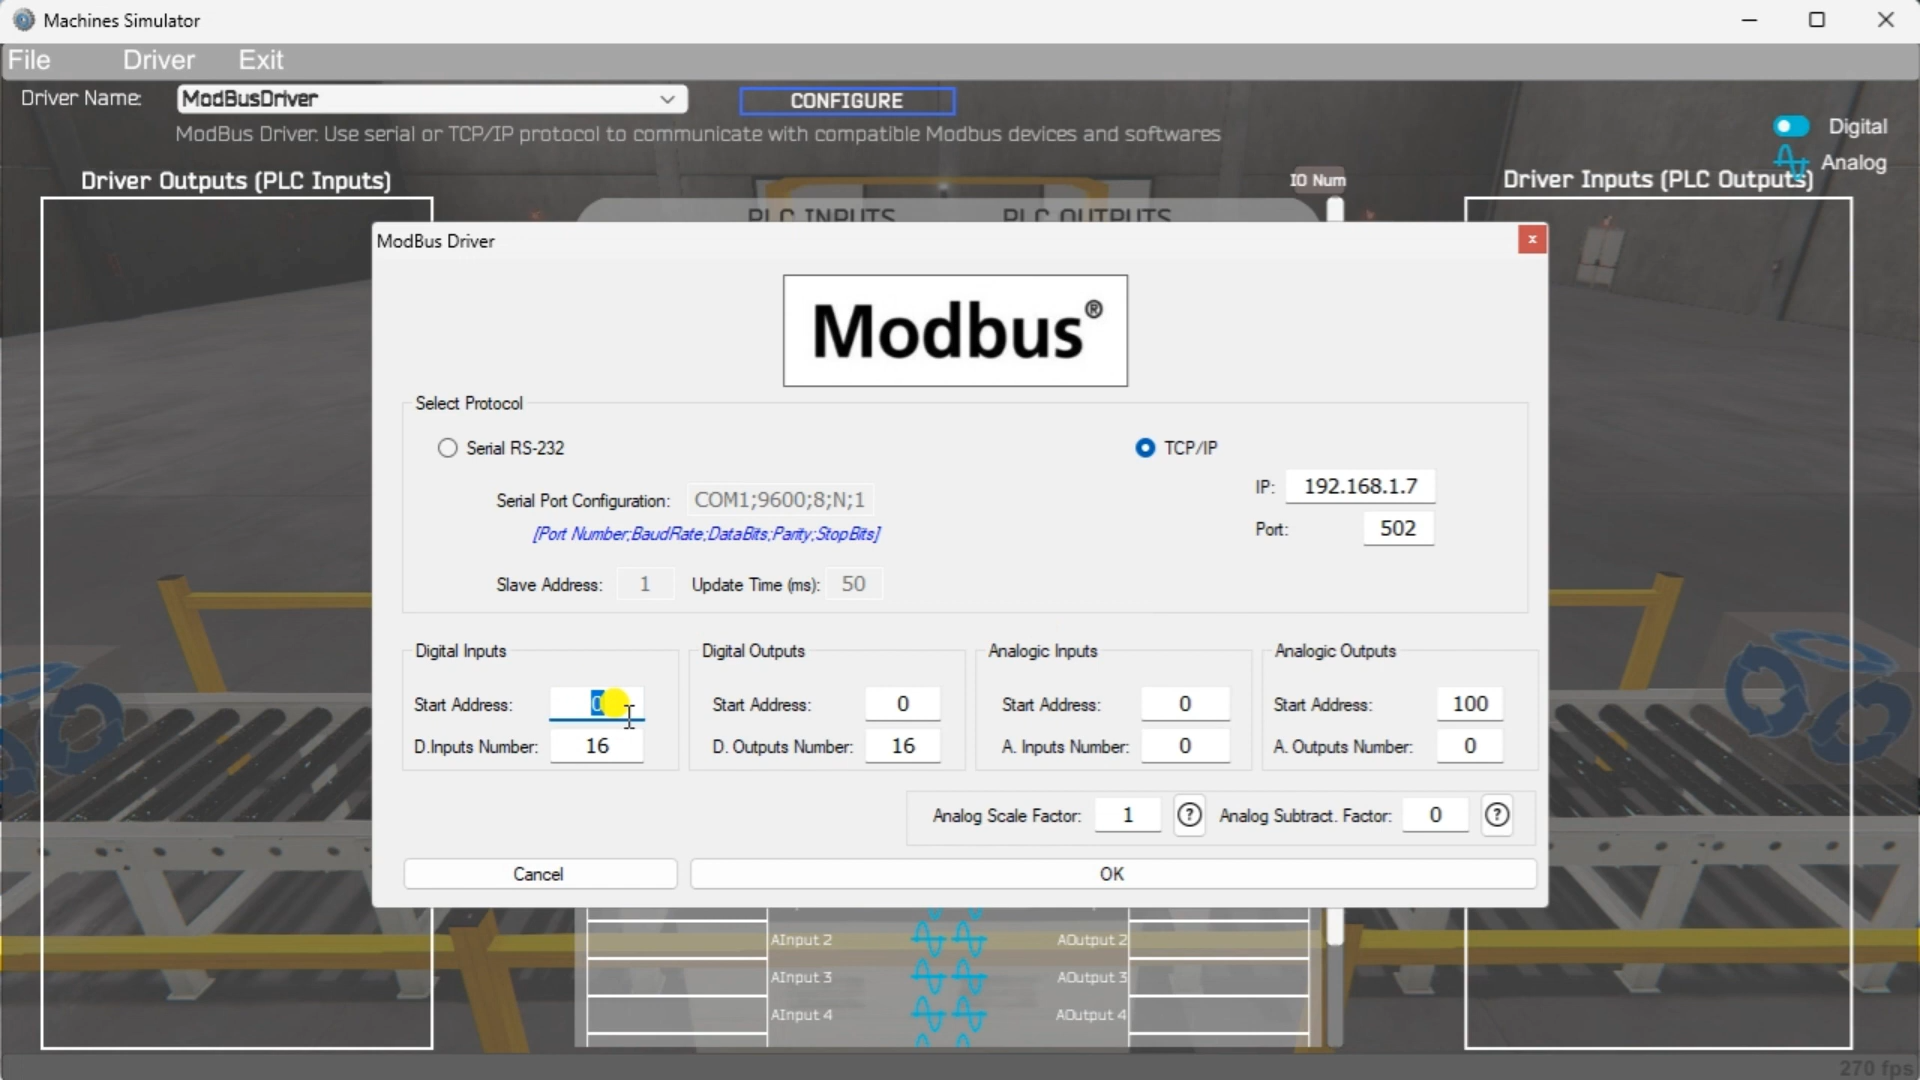 Machines Simulator
File Driver Exit
Driver Name: ModBusDriver CONFIGURE
ModBus Driver. Use serial or TCP/IP protocol to communicate with compatible Modbus devices and softwares
Digital
Analog
Driver Outputs (PLC Inputs) IO Num Driver Inputs (PLC Outputs)
PLC INPUTS PLC OUTPUTS
ModBus Driver x
Modbus®
Select Protocol
Serial RS-232 TCP/IP
Serial Port Configuration: COM1;9600;8;N;1 IP: 192.168.1.7
[Port Number;BaudRate;DataBits;Parity;StopBits] Port: 502
Slave Address: 1 Update Time (ms): 50
Digital Inputs Digital Outputs Analogic Inputs Analogic Outputs
Start Address: 0 Start Address: 0 Start Address: 0 Start Address: 100
D.Inputs Number: 16 D. Outputs Number: 16 A. Inputs Number: 0 A. Outputs Number: 0
Analog Scale Factor: 1 ? Analog Subtract. Factor: 0 ?
Cancel OK
AInput 2 AOutput 2
AInput 3 AOutput 3
AInput 4 AOutput 4
270 fps